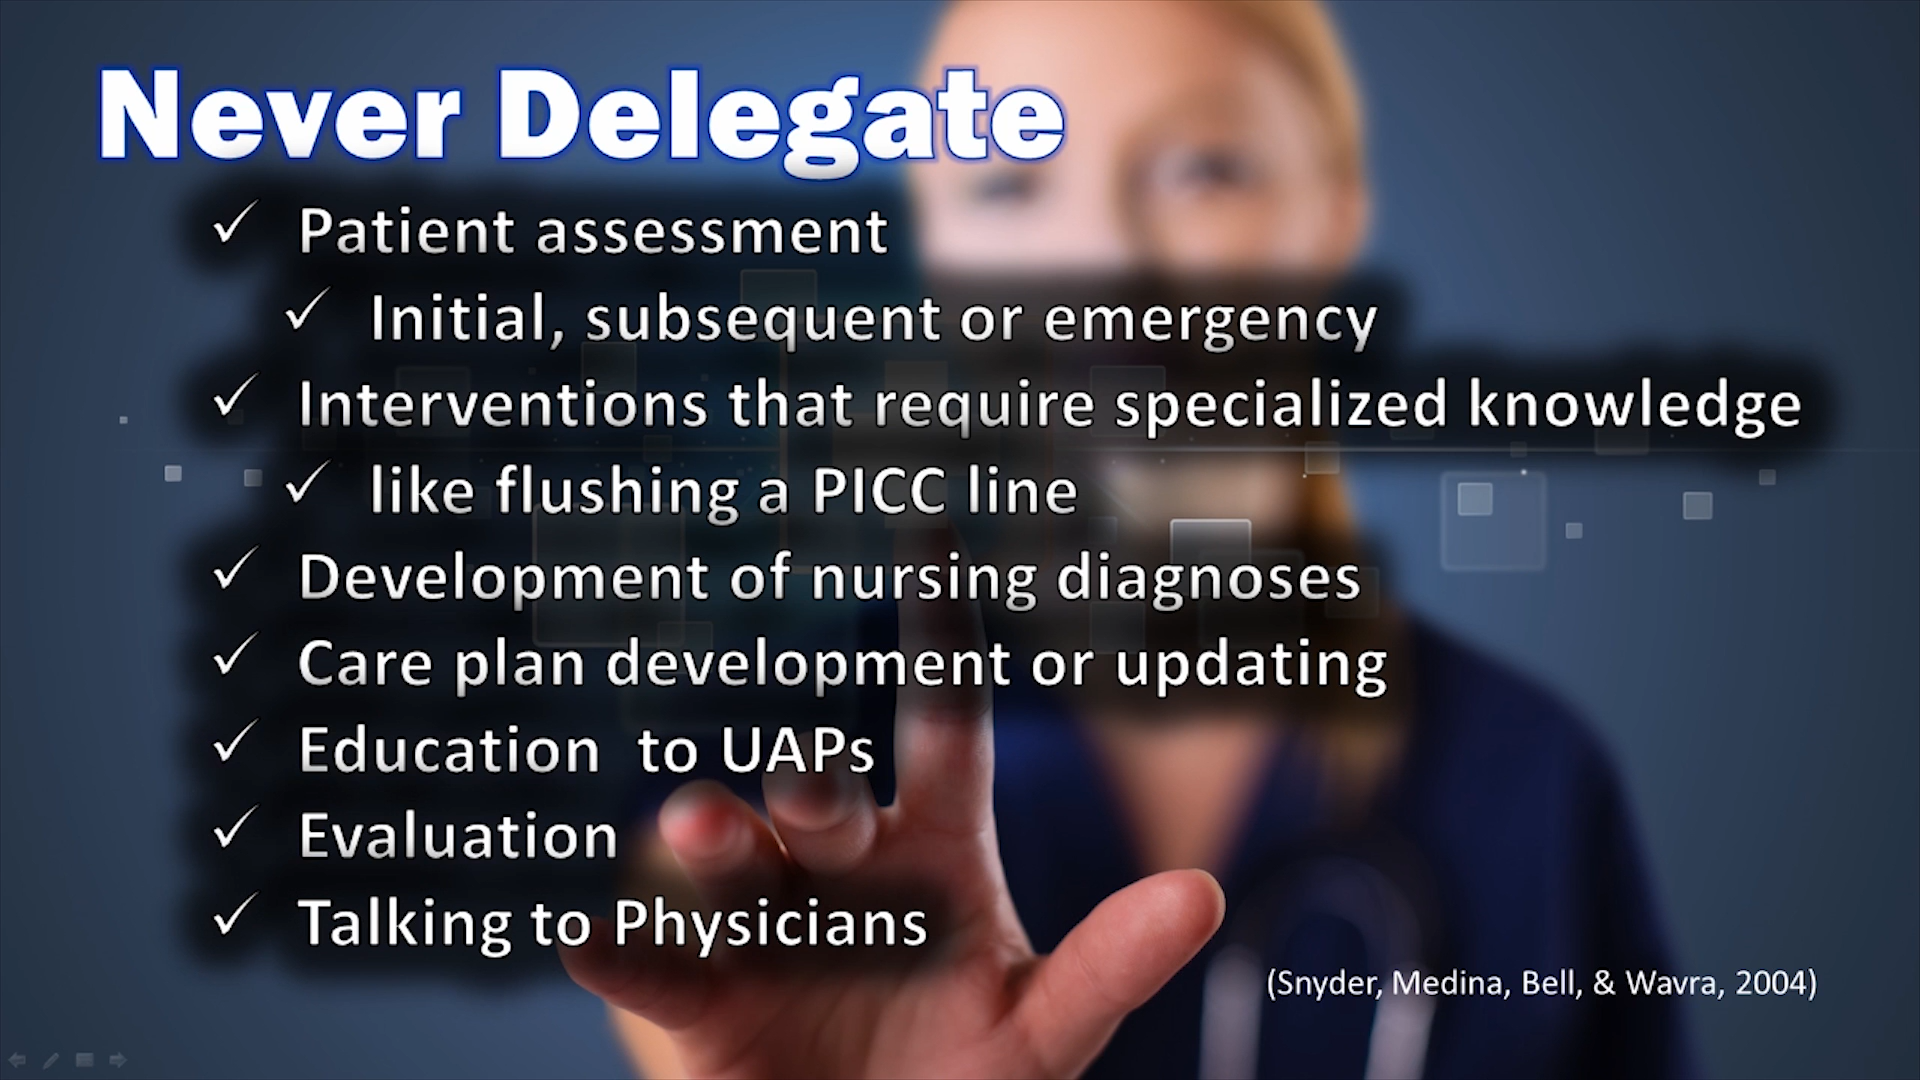 Never Delegate
✓ Patient assessment
✓ Initial, subsequent or emergency
✓ Interventions that require specialized knowledge
✓ like flushing a PICC line
✓ Development of nursing diagnoses
✓ Care plan development or updating
✓ Education  to UAPs
✓ Evaluation
✓ Talking to Physicians
(Snyder, Medina, Bell, & Wavra, 2004)